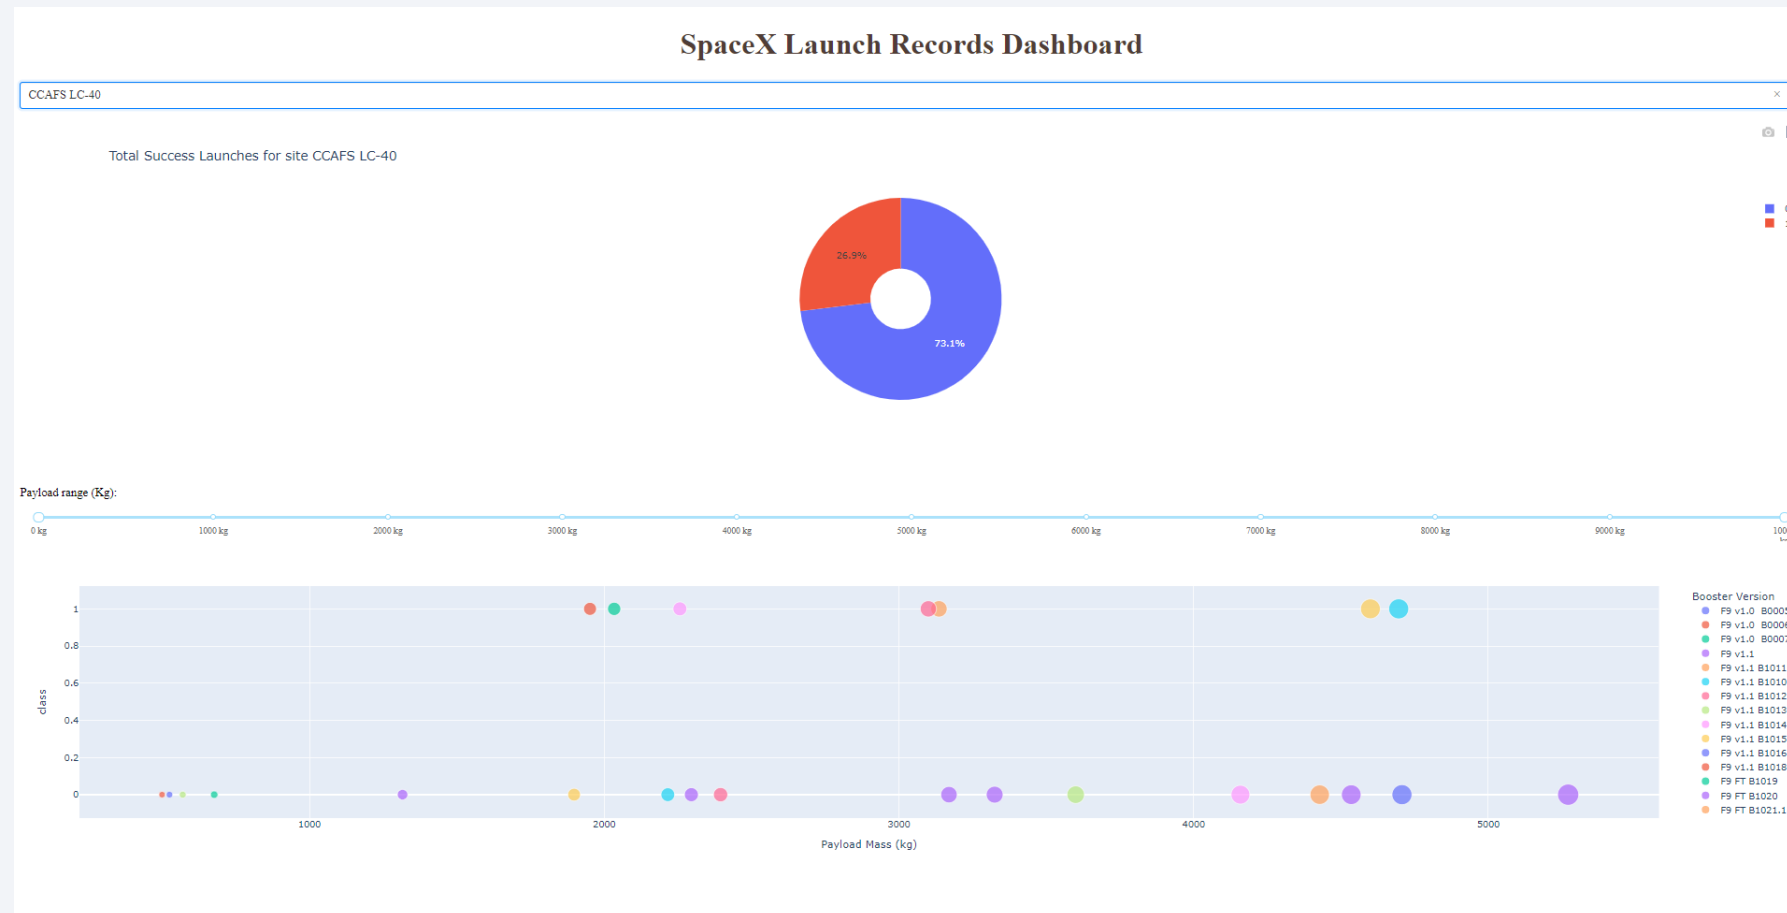 SpaceX Launch Records Dashboard
CCAFS LC-40
×
Total Success Launches for site CCAFS LC-40
26.9%
73.1%
Payload range (Kg):
0 kg 1000 kg 2000 kg 3000 kg 4000 kg 5000 kg 6000 kg 7000 kg 8000 kg 9000 kg
1
0.8
0.6
0.4
0.2
0
class
1000 2000 3000 4000 5000
Payload Mass (kg)
Booster Version
F9 v1.0 B0005
F9 v1.0 B0006
F9 v1.0 B0007
F9 v1.1
F9 v1.1 B1011
F9 v1.1 B1010
F9 v1.1 B1012
F9 v1.1 B1013
F9 v1.1 B1014
F9 v1.1 B1015
F9 v1.1 B1016
F9 v1.1 B1018
F9 FT B1019
F9 FT B1020
F9 FT B1021.1